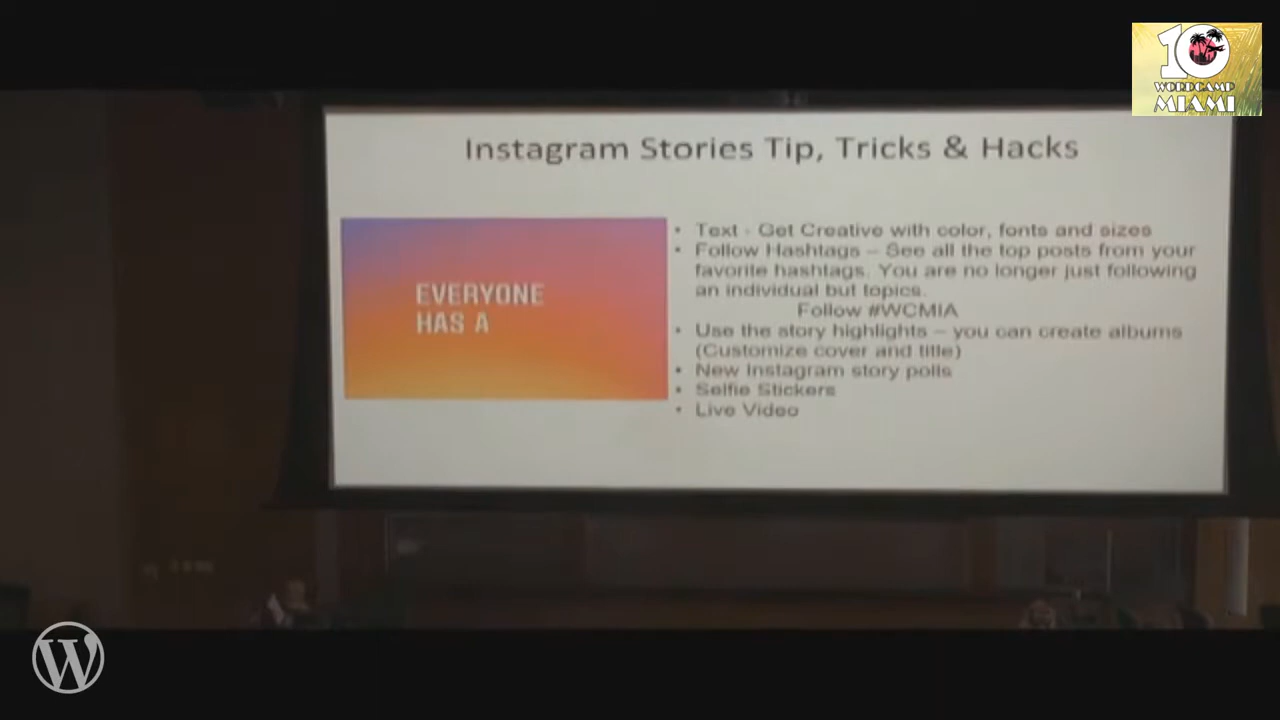 10
WORDCAMP
MIAMI
Instagram Stories Tip, Tricks & Hacks
EVERYONE
HAS A
• Text - Get Creative with color, fonts and sizes
• Follow Hashtags – See all the top posts from your
favorite hashtags. You are no longer just following
an individual but topics.
Follow #WCMIA
• Use the story highlights – you can create albums
(Customize cover and title)
• New Instagram story polls
• Selfie Stickers
• Live Video
W